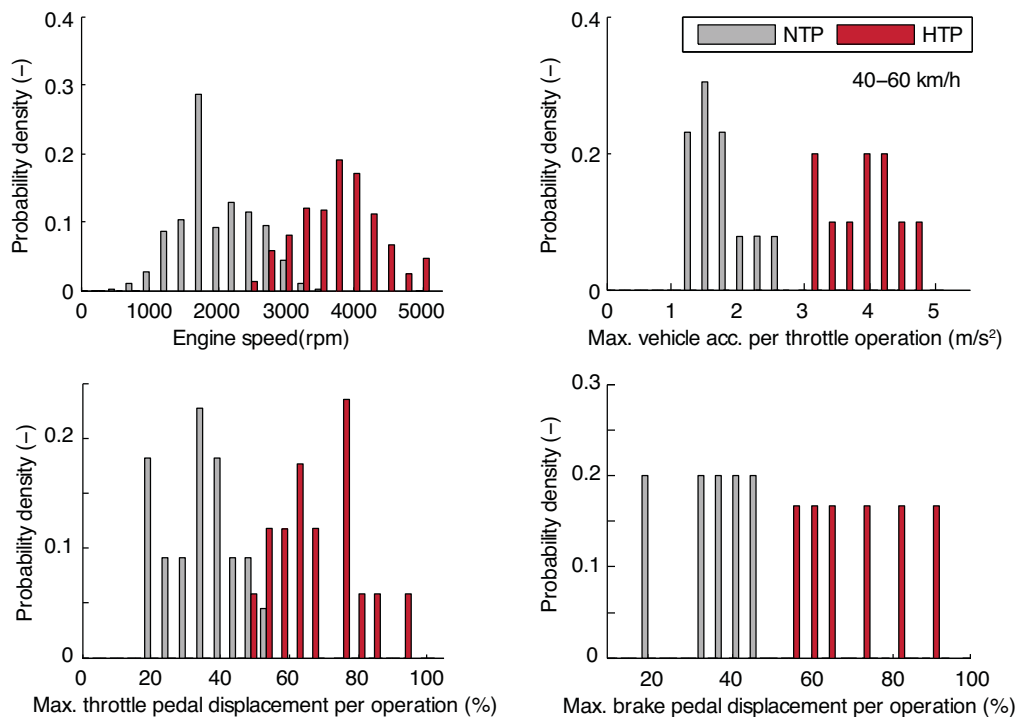 0.4
0.3
0.2
0.1
0
Probability density (–)
0 1000 2000 3000 4000 5000
Engine speed(rpm)
NTP HTP
40–60 km/h
0.4
0.2
0
Probability density (–)
0 1 2 3 4 5
Max. vehicle acc. per throttle operation (m/s²)
0.2
0.1
0
Probability density (–)
0 20 40 60 80 100
Max. throttle pedal displacement per operation (%)
0.3
0.2
0.1
0
Probability density (–)
20 40 60 80 100
Max. brake pedal displacement per operation (%)